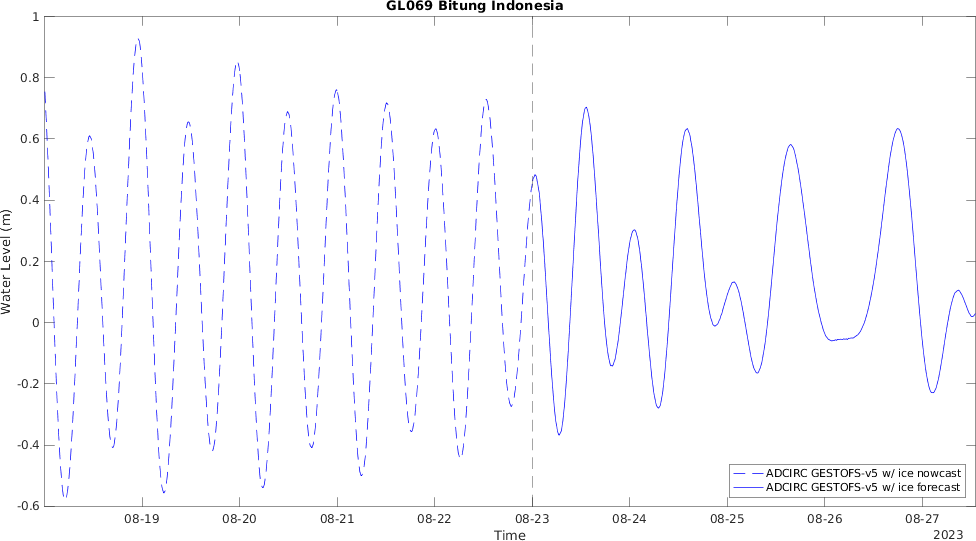 GL069 Bitung Indonesia
1
0.8
0.6
0.4
0.2
0
-0.2
-0.4
-0.6
Water Level (m)
ADCIRC GESTOFS-v5 w/ ice nowcast
ADCIRC GESTOFS-v5 w/ ice forecast
08-19 08-20 08-21 08-22 08-23 08-24 08-25 08-26 08-27
Time
2023